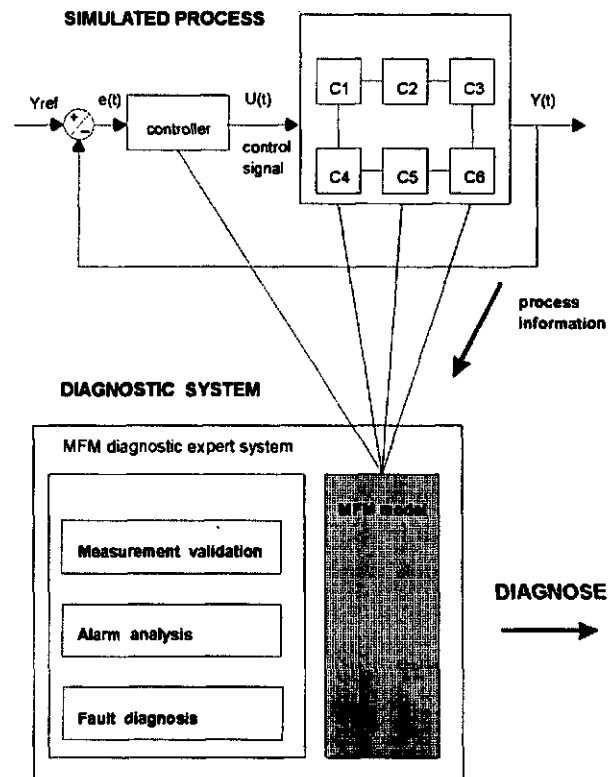 SIMULATED PROCESS
C1
C2
C3
Yref
e(t)
controller
U(t)
control
signal
Y(t)
C4
C5
C6
process
information
DIAGNOSTIC SYSTEM
MFM diagnostic expert system
MFM model
Measurement validation
Alarm analysis
Fault diagnosis
DIAGNOSE